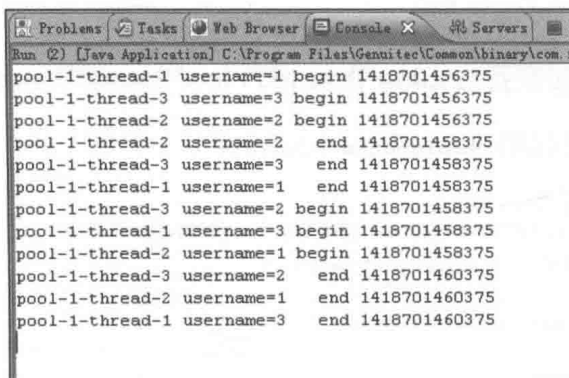 Problems Tasks Web Browser Console Servers
Run (2) [Java Application] C:\Program Files\Genuitec\Common\binary\com.
pool-1-thread-1 username=1 begin 1418701456375
pool-1-thread-3 username=3 begin 1418701456375
pool-1-thread-2 username=2 begin 1418701456375
pool-1-thread-2 username=2   end 1418701458375
pool-1-thread-3 username=3   end 1418701458375
pool-1-thread-1 username=1   end 1418701458375
pool-1-thread-3 username=2 begin 1418701458375
pool-1-thread-1 username=3 begin 1418701458375
pool-1-thread-2 username=1 begin 1418701458375
pool-1-thread-3 username=2   end 1418701460375
pool-1-thread-2 username=1   end 1418701460375
pool-1-thread-1 username=3   end 1418701460375